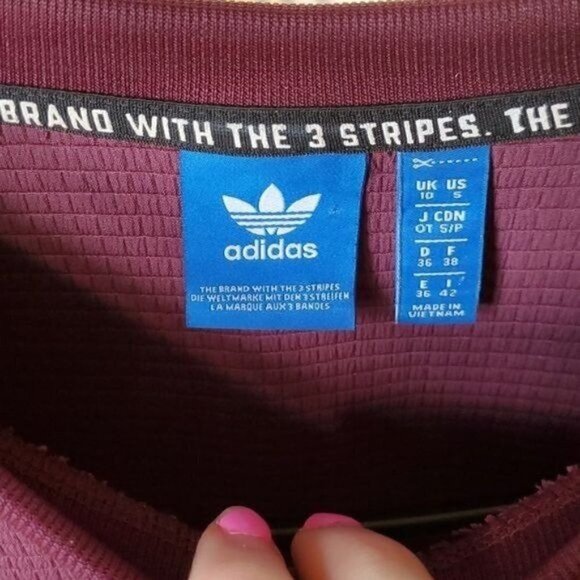 BRAND WITH THE 3 STRIPES. THE
adidas
THE BRAND WITH THE 3 STRIPES
DIE WELTMARKE MIT DEN 3 STREIFEN
LA MARQUE AUX 3 BANDES
UK US
10 S
J CDN
OT S/P
D F
36 38
E I
36 42
MADE IN
VIETNAM